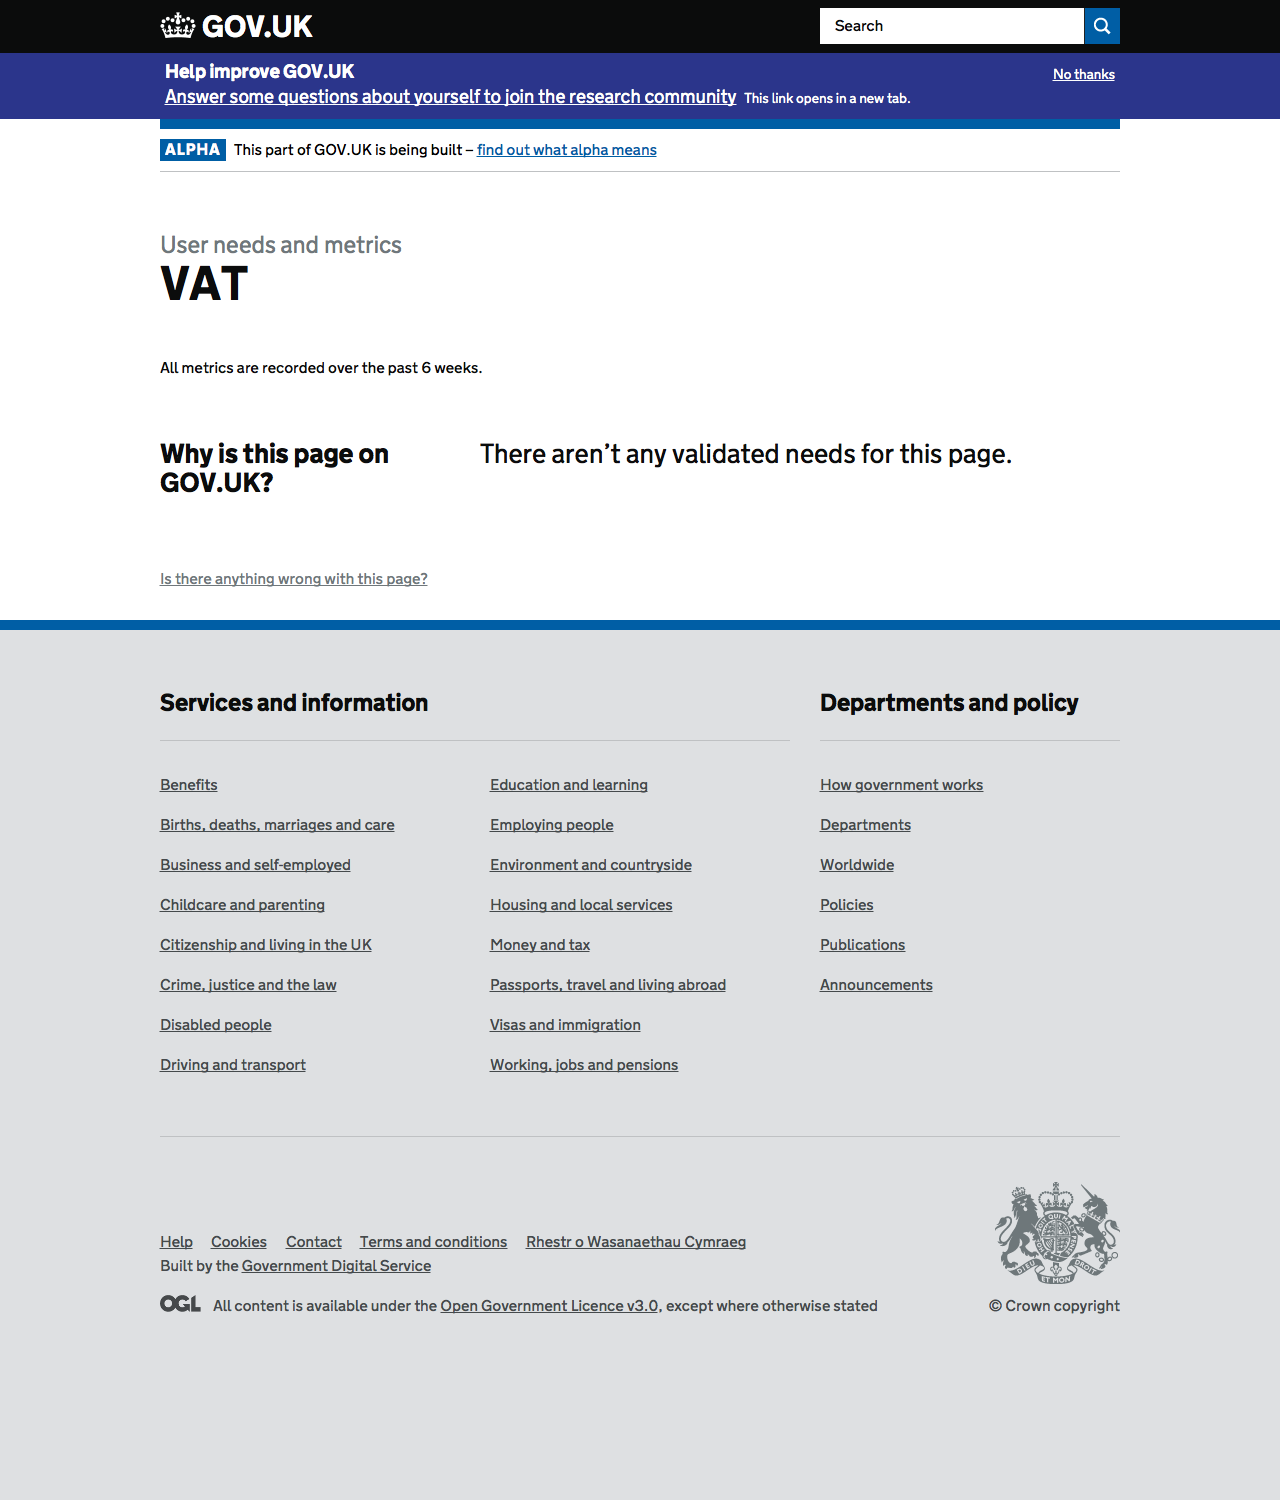 GOV.UK
Search
Help improve GOV.UK
No thanks
Answer some questions about yourself to join the research community This link opens in a new tab.
ALPHA This part of GOV.UK is being built – find out what alpha means
User needs and metrics
VAT
All metrics are recorded over the past 6 weeks.
Why is this page on
GOV.UK?
There aren’t any validated needs for this page.
Is there anything wrong with this page?
Services and information
Benefits
Births, deaths, marriages and care
Business and self-employed
Childcare and parenting
Citizenship and living in the UK
Crime, justice and the law
Disabled people
Driving and transport
Education and learning
Employing people
Environment and countryside
Housing and local services
Money and tax
Passports, travel and living abroad
Visas and immigration
Working, jobs and pensions
Departments and policy
How government works
Departments
Worldwide
Policies
Publications
Announcements
Help Cookies Contact Terms and conditions Rhestr o Wasanaethau Cymraeg
Built by the Government Digital Service
OGL All content is available under the Open Government Licence v3.0, except where otherwise stated
DIEU ET MON DROIT
© Crown copyright